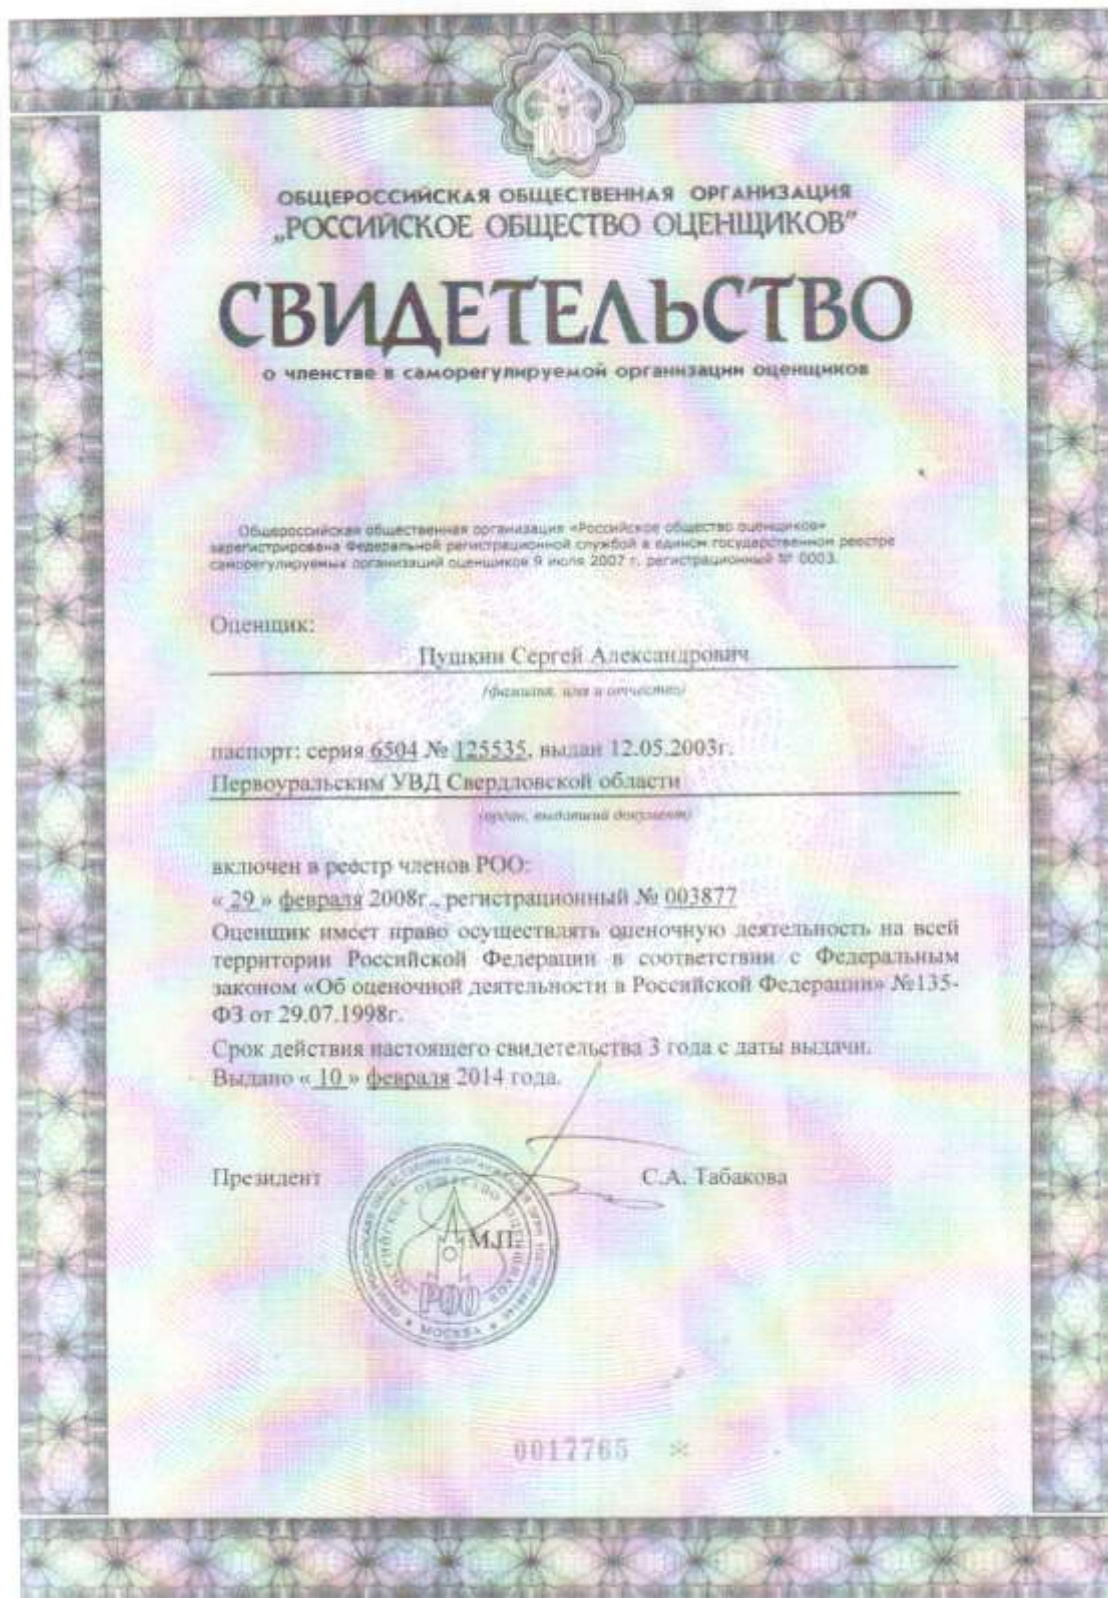 РОО
ОБЩЕРОССИЙСКАЯ ОБЩЕСТВЕННАЯ ОРГАНИЗАЦИЯ
„РОССИЙСКОЕ ОБЩЕСТВО ОЦЕНЩИКОВ”
СВИДЕТЕЛЬСТВО
о членстве в саморегулируемой организации оценщиков
Общероссийская общественная организация «Российское общество оценщиков»
зарегистрирована Федеральной регистрационной службой в едином государственном реестре
саморегулируемых организаций оценщиков 9 июля 2007 г. регистрационный № 0003.
Оценщик:
Пушкин Сергей Александрович
(фамилия, имя и отчество)
паспорт: серия 6504 № 125535, выдан 12.05.2003г.
Первоуральским УВД Свердловской области
(орган, выдавший документ)
включен в реестр членов РОО:
« 29 » февраля 2008г., регистрационный № 003877
Оценщик имеет право осуществлять оценочную деятельность на всей
территории Российской Федерации в соответствии с Федеральным
законом «Об оценочной деятельности в Российской Федерации» №135-
ФЗ от 29.07.1998г.
Срок действия настоящего свидетельства 3 года с даты выдачи.
Выдано « 10 » февраля 2014 года.
Президент
С.А. Табакова
М.П.
РОССИЙСКОЕ ОБЩЕСТВО ОЦЕНЩИКОВ
РОО
МОСКВА
0017765 *